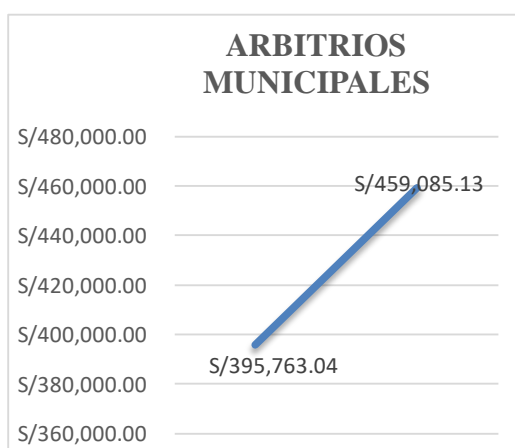 ARBITRIOS
MUNICIPALES
S/480,000.00
S/460,000.00
S/459,085.13
S/440,000.00
S/420,000.00
S/400,000.00
S/395,763.04
S/380,000.00
S/360,000.00